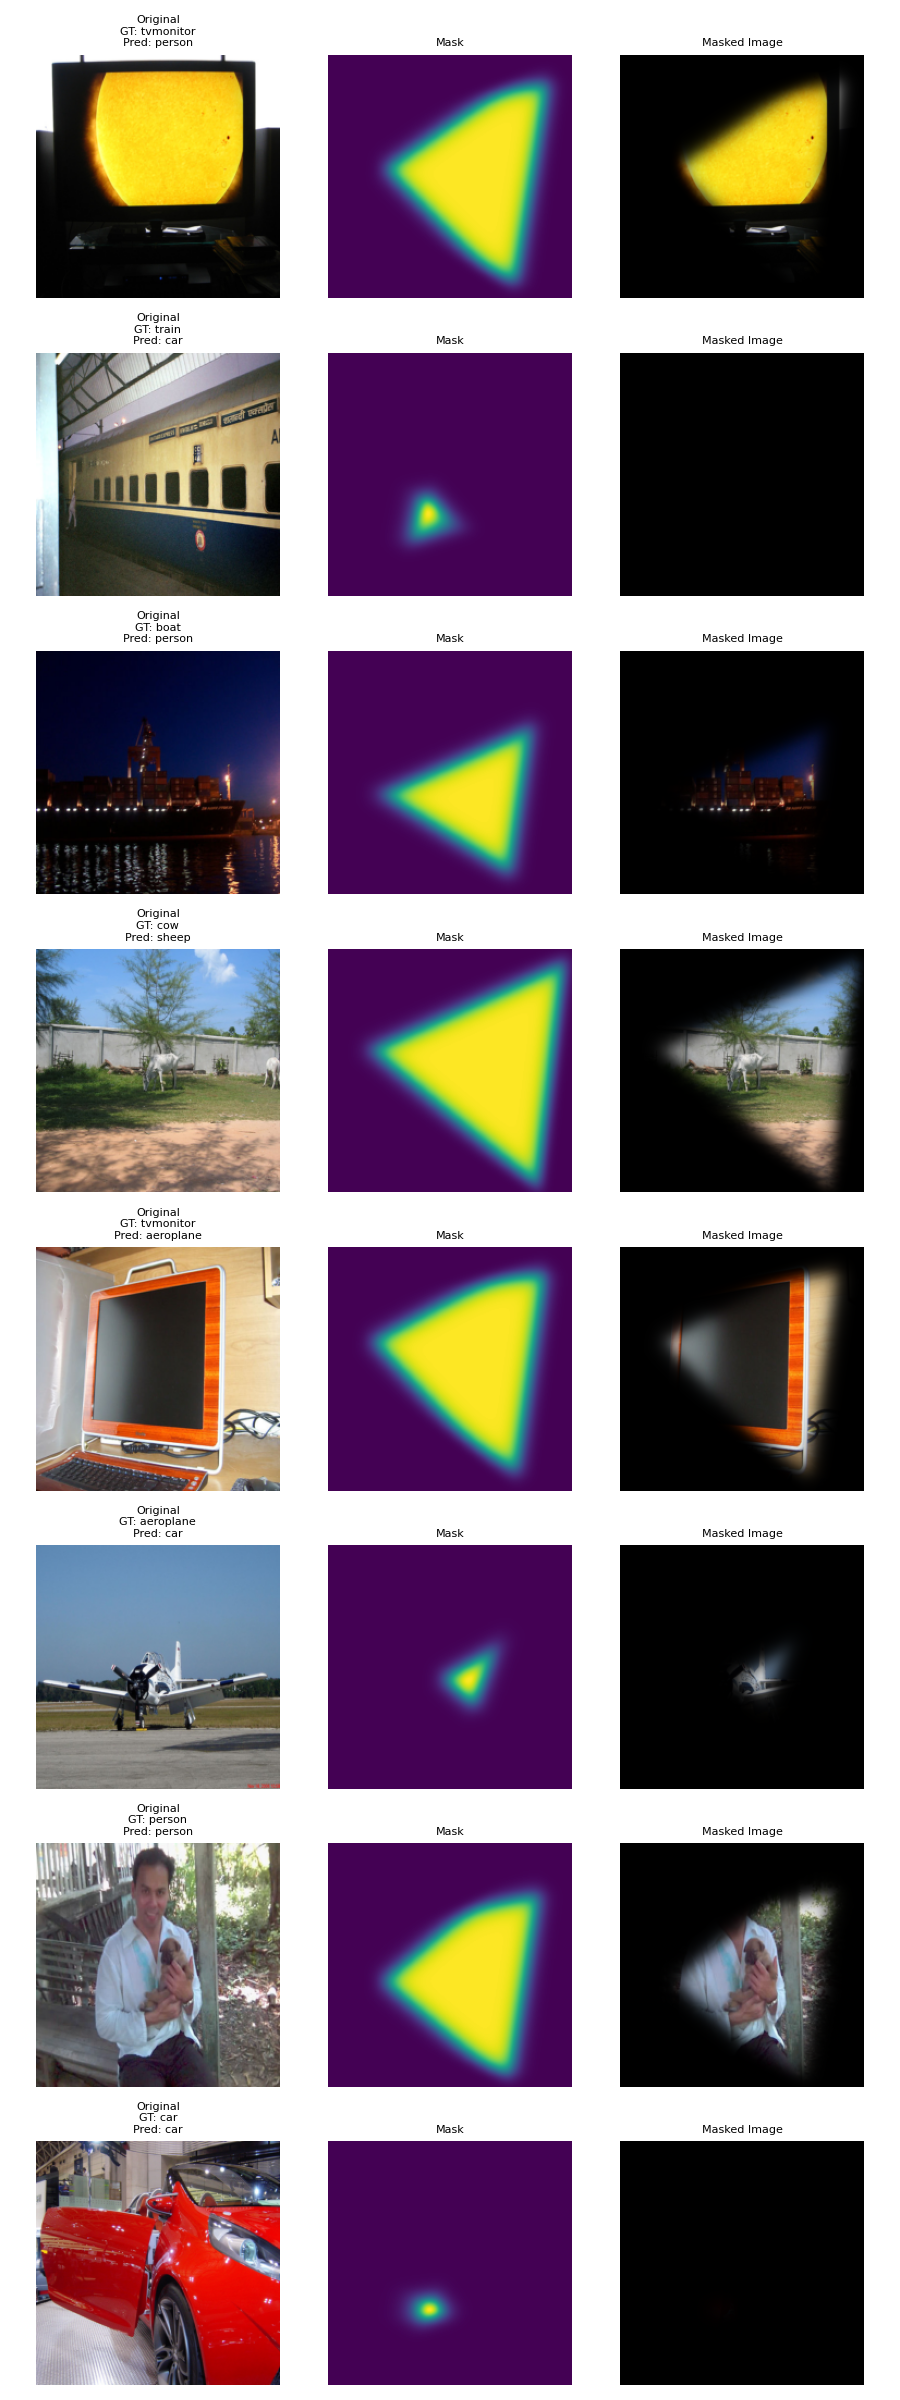 Original
GT: tvmonitor
Pred: person
Mask
Masked Image
Original
GT: train
Pred: car
Mask
Masked Image
शताब्दी एक्सप्रेस
A
Original
GT: boat
Pred: person
Mask
Masked Image
Original
GT: cow
Pred: sheep
Mask
Masked Image
Original
GT: tvmonitor
Pred: aeroplane
Mask
Masked Image
Original
GT: aeroplane
Pred: car
Mask
Masked Image
Original
GT: person
Pred: person
Mask
Masked Image
Original
GT: car
Pred: car
Mask
Masked Image